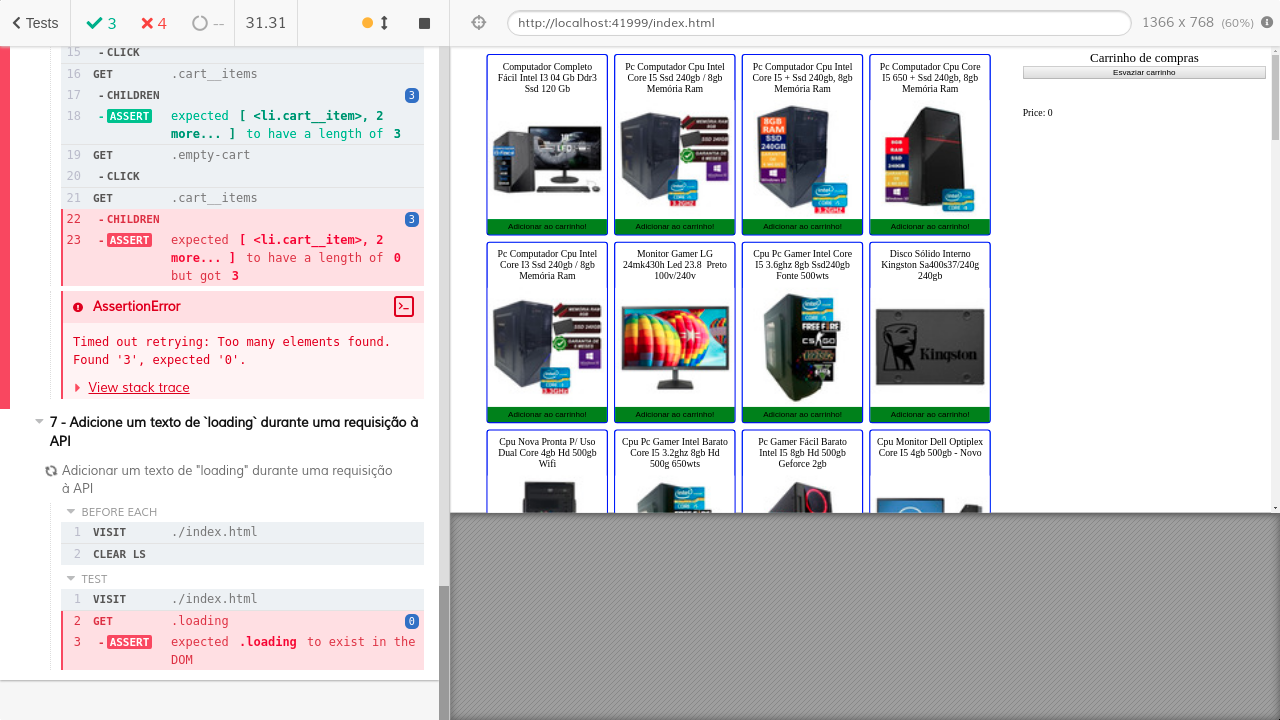 Tests
3
4
--
31.31
http://localhost:41999/index.html
1366 x 768 (60%)
15 - CLICK
16 GET .cart__items
17 - CHILDREN 3
18 - ASSERT expected [ <li.cart__item>, 2
more... ] to have a length of 3
19 GET .empty-cart
20 - CLICK
21 GET .cart__items
22 - CHILDREN 3
23 - ASSERT expected [ <li.cart__item>, 2
more... ] to have a length of 0
but got 3
AssertionError
Timed out retrying: Too many elements found.
Found '3', expected '0'.
View stack trace
7 - Adicione um texto de `loading` durante uma requisição à
API
Adicionar um texto de "loading" durante uma requisição
à API
BEFORE EACH
1 VISIT ./index.html
2 CLEAR LS
TEST
1 VISIT ./index.html
2 GET .loading 0
3 - ASSERT expected .loading to exist in the
DOM
Computador Completo
Fácil Intel I3 04 Gb Ddr3
Ssd 120 Gb
Adicionar ao carrinho!
Pc Computador Cpu Intel
Core I5 Ssd 240gb / 8gb
Memória Ram
Adicionar ao carrinho!
Pc Computador Cpu Intel
Core I5 + Ssd 240gb, 8gb
Memória Ram
8GB
RAM
SSD
240GB
Adicionar ao carrinho!
Pc Computador Cpu Core
I5 650 + Ssd 240gb, 8gb
Memória Ram
Adicionar ao carrinho!
Pc Computador Cpu Intel
Core I3 Ssd 240gb / 8gb
Memória Ram
Adicionar ao carrinho!
Monitor Gamer LG
24mk430h Led 23.8 Preto
100v/240v
Adicionar ao carrinho!
Cpu Pc Gamer Intel Core
I5 3.6ghz 8gb Ssd240gb
Fonte 500wts
Adicionar ao carrinho!
Disco Sólido Interno
Kingston Sa400s37/240g
240gb
Kingston
Adicionar ao carrinho!
Cpu Nova Pronta P/ Uso
Dual Core 4gb Hd 500gb
Wifi
Cpu Pc Gamer Intel Barato
Core I5 3.2ghz 8gb Hd
500g 650wts
Pc Gamer Fácil Barato
Intel I5 8gb Hd 500gb
Geforce 2gb
Cpu Monitor Dell Optiplex
Core I5 4gb 500gb - Novo
Carrinho de compras
Esvaziar carrinho
Price: 0